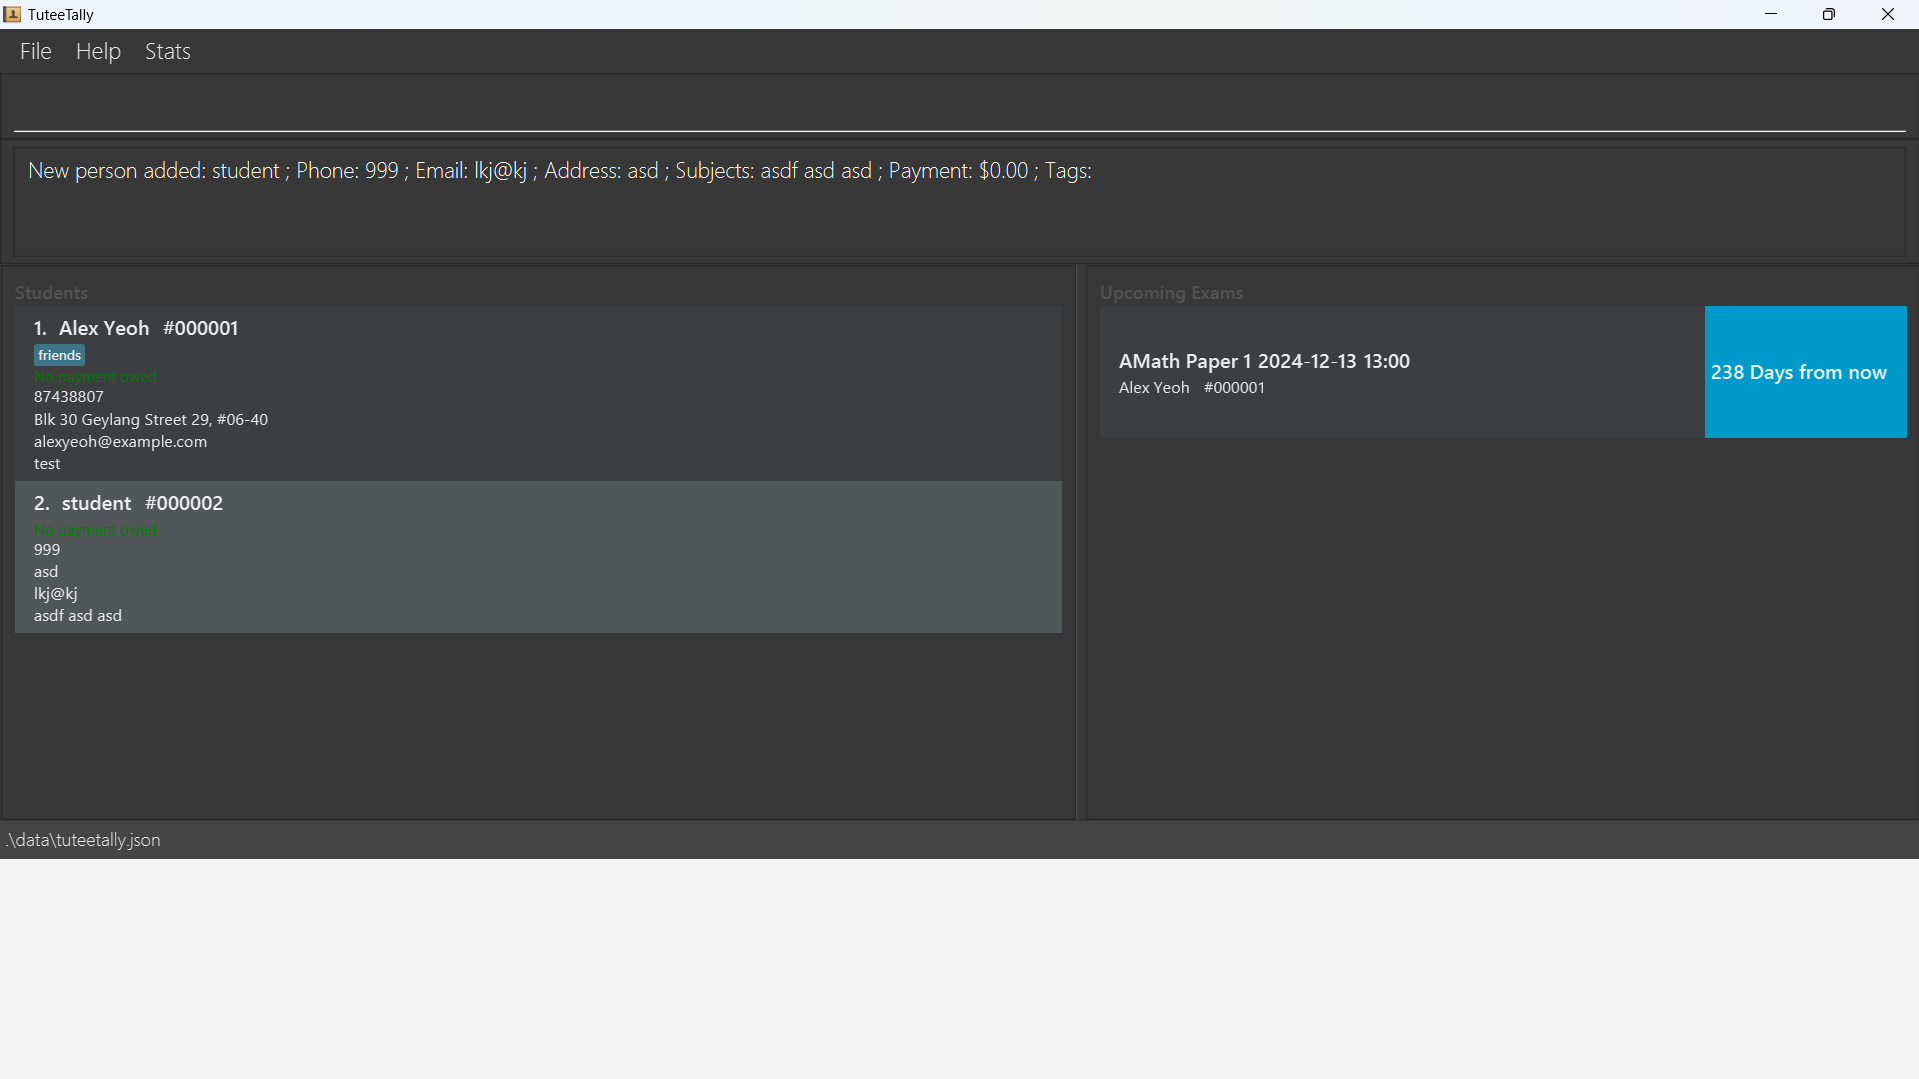 TuteeTally
File Help Stats
New person added: student ; Phone: 999 ; Email: lkj@kj ; Address: asd ; Subjects: asdf asd asd ; Payment: $0.00 ; Tags:
Students
1. Alex Yeoh #000001
friends
No payment owed
87438807
Blk 30 Geylang Street 29, #06-40
alexyeoh@example.com
test
2. student #000002
No payment owed
999
asd
lkj@kj
asdf asd asd
Upcoming Exams
AMath Paper 1 2024-12-13 13:00
Alex Yeoh #000001
238 Days from now
.\data\tuteetally.json